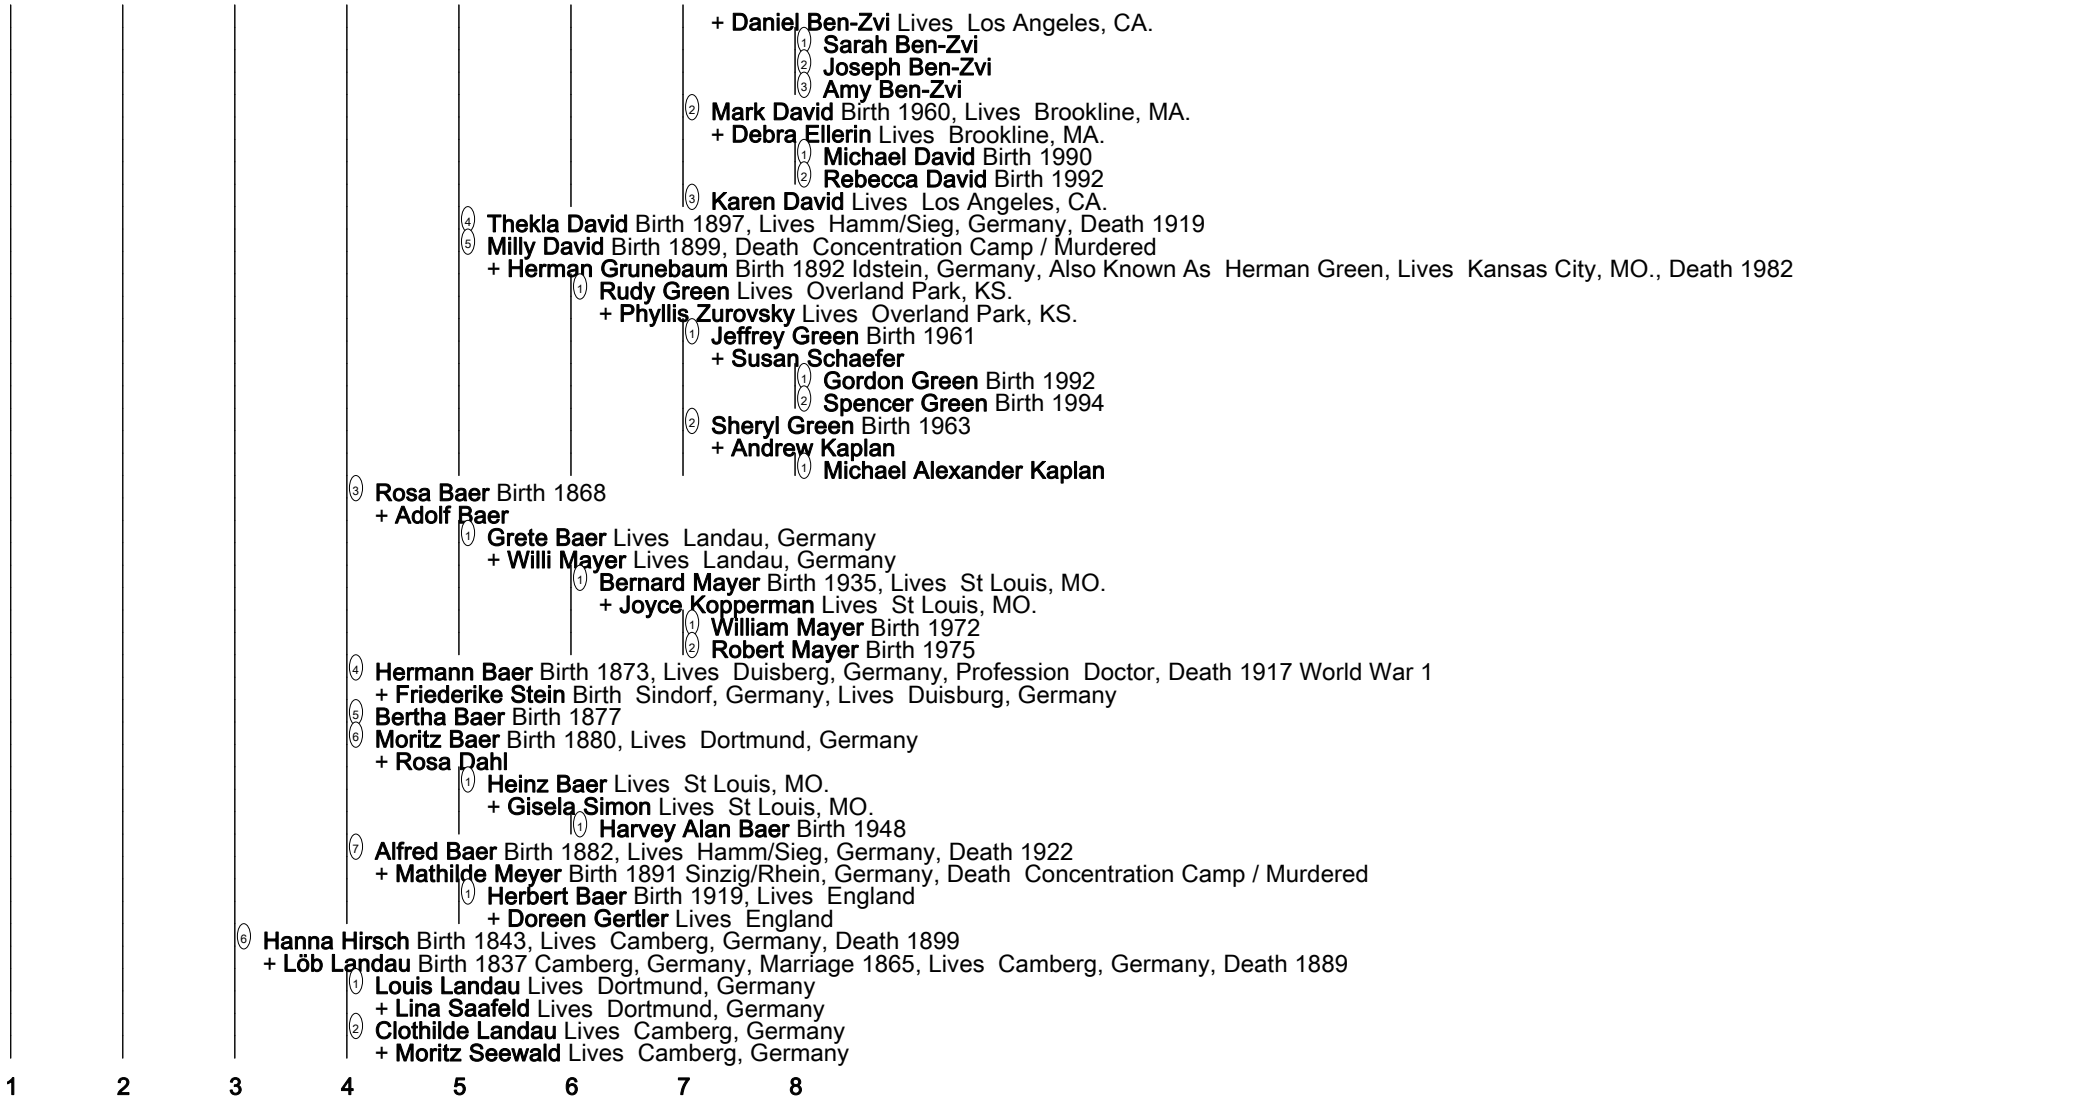 + Daniel Ben-Zvi Lives  Los Angeles, CA.
1 Sarah Ben-Zvi
2 Joseph Ben-Zvi
3 Amy Ben-Zvi
2 Mark David Birth 1960, Lives  Brookline, MA.
+ Debra Ellerin Lives  Brookline, MA.
1 Michael David Birth 1990
2 Rebecca David Birth 1992
3 Karen David Lives  Los Angeles, CA.
4 Thekla David Birth 1897, Lives  Hamm/Sieg, Germany, Death 1919
5 Milly David Birth 1899, Death  Concentration Camp / Murdered
+ Herman Grunebaum Birth 1892 Idstein, Germany, Also Known As  Herman Green, Lives  Kansas City, MO., Death 1982
1 Rudy Green Lives  Overland Park, KS.
+ Phyllis Zurovsky Lives  Overland Park, KS.
1 Jeffrey Green Birth 1961
+ Susan Schaefer
1 Gordon Green Birth 1992
2 Spencer Green Birth 1994
2 Sheryl Green Birth 1963
+ Andrew Kaplan
1 Michael Alexander Kaplan
3 Rosa Baer Birth 1868
+ Adolf Baer
1 Grete Baer Lives  Landau, Germany
+ Willi Mayer Lives  Landau, Germany
1 Bernard Mayer Birth 1935, Lives  St Louis, MO.
+ Joyce Kopperman Lives  St Louis, MO.
1 William Mayer Birth 1972
2 Robert Mayer Birth 1975
4 Hermann Baer Birth 1873, Lives  Duisberg, Germany, Profession  Doctor, Death 1917 World War 1
+ Friederike Stein Birth  Sindorf, Germany, Lives  Duisburg, Germany
5 Bertha Baer Birth 1877
6 Moritz Baer Birth 1880, Lives  Dortmund, Germany
+ Rosa Dahl
1 Heinz Baer Lives  St Louis, MO.
+ Gisela Simon Lives  St Louis, MO.
1 Harvey Alan Baer Birth 1948
7 Alfred Baer Birth 1882, Lives  Hamm/Sieg, Germany, Death 1922
+ Mathilde Meyer Birth 1891 Sinzig/Rhein, Germany, Death  Concentration Camp / Murdered
1 Herbert Baer Birth 1919, Lives  England
+ Doreen Gertler Lives  England
6 Hanna Hirsch Birth 1843, Lives  Camberg, Germany, Death 1899
+ Löb Landau Birth 1837 Camberg, Germany, Marriage 1865, Lives  Camberg, Germany, Death 1889
1 Louis Landau Lives  Dortmund, Germany
+ Lina Saafeld Lives  Dortmund, Germany
2 Clothilde Landau Lives  Camberg, Germany
+ Moritz Seewald Lives  Camberg, Germany
1 2 3 4 5 6 7 8